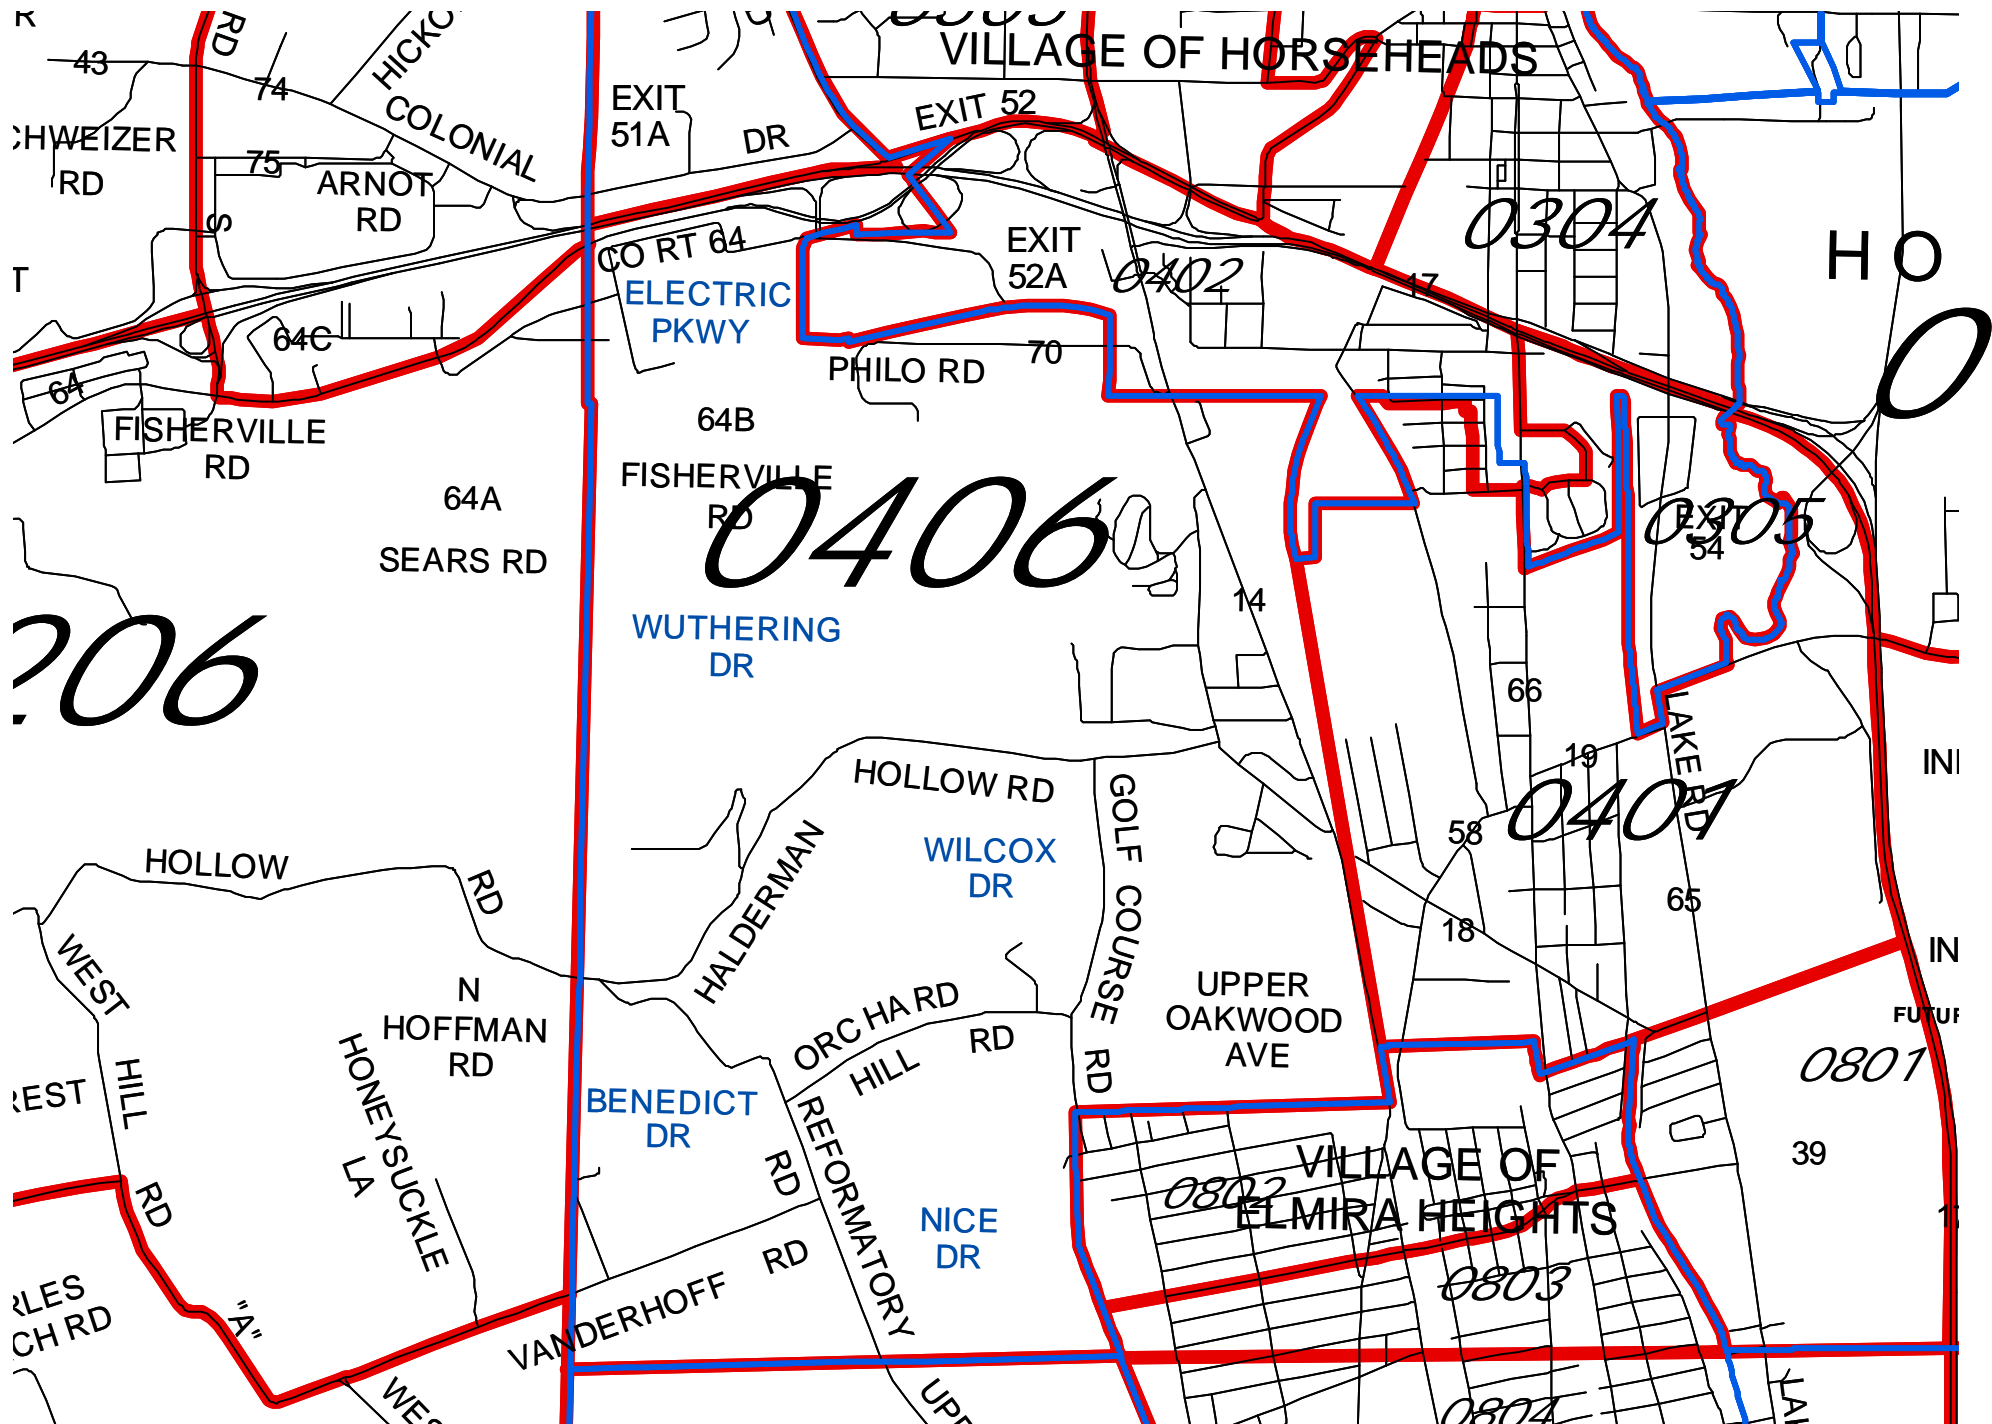 R
RD
HICKO
VILLAGE OF HORSEHEADS
43
74
COLONIAL
EXIT
51A
DR
EXIT 52
CHWEIZER
RD
75
ARNOT
RD
S
0304
H O
CO RT 64
EXIT
52A
0402
17
T
ELECTRIC
PKWY
64C
64
PHILO RD
70
0
FISHERVILLE
RD
64B
64A
FISHERVILLE
RD
0406
0305
EXIT
54
SEARS RD
206
14
WUTHERING
DR
66
LAKE RD
19
0401
58
HOLLOW RD
GOLF COURSE RD
HALDERMAN
WILCOX
DR
HOLLOW
RD
65
18
WEST
HILL
RD
N
HOFFMAN
RD
HONEYSUCKLE
LA
ORCHARD
HILL
RD
UPPER
OAKWOOD
AVE
IN
0801
39
BENEDICT
DR
REFORMATORY
RD
VILLAGE OF
ELMIRA HEIGHTS
0802
NICE
DR
0803
VANDERHOFF
RD
"A"
CH RD
0804